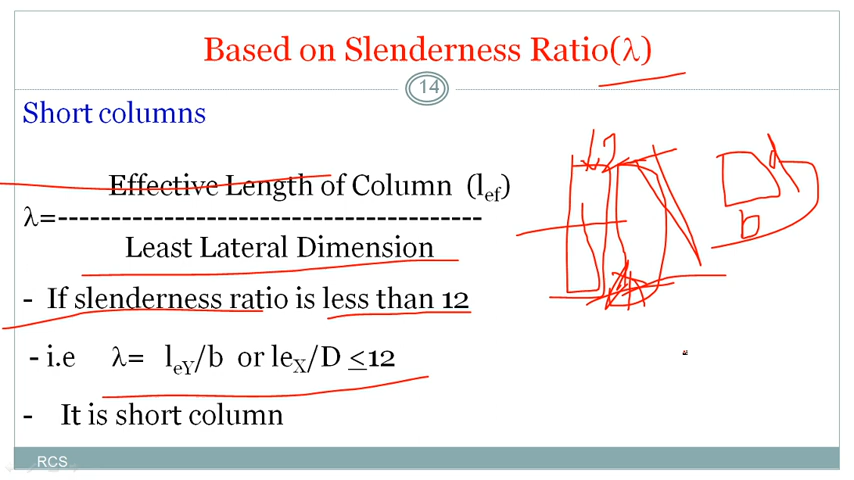 Based on Slenderness Ratio(λ)
14
Short columns
Effective Length of Column (lef)
λ=----------------------------------------
Least Lateral Dimension
- If slenderness ratio is less than 12
- i.e λ= leY/b or leX/D ≤12
- It is short column
b
d
RCS